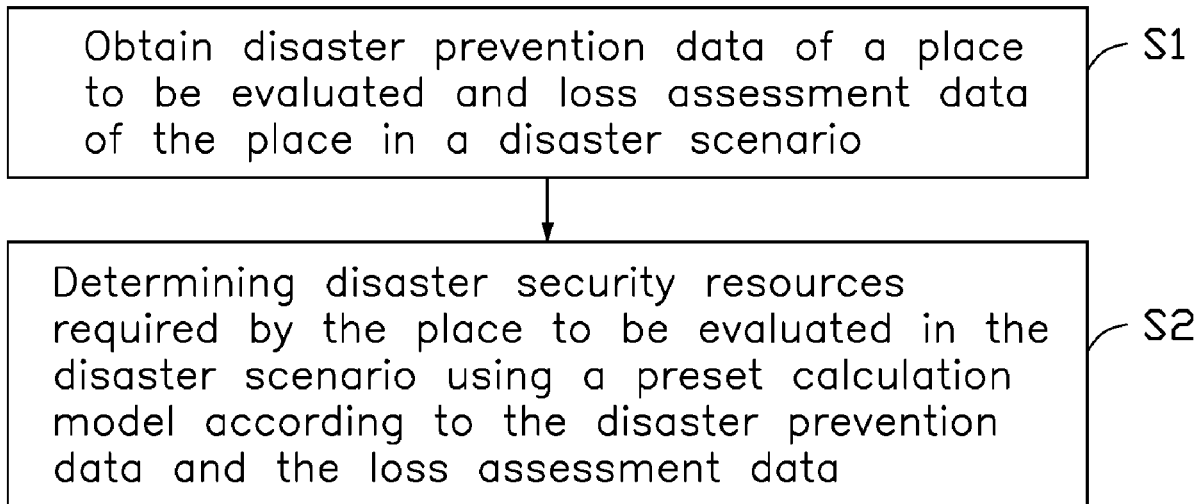 Obtain disaster prevention data of a place
to be evaluated and loss assessment data
of the place in a disaster scenario
S1
Determining disaster security resources
required by the place to be evaluated in the
disaster scenario using a preset calculation
model according to the disaster prevention
data and the loss assessment data
S2